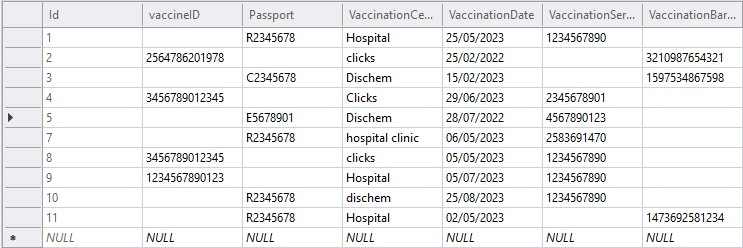 Id vaccineID Passport VaccinationCe... VaccinationDate VaccinationSer... VaccinationBar...
1 R2345678 Hospital 25/05/2023 1234567890
2 2564786201978 clicks 25/02/2022 3210987654321
3 C2345678 Dischem 15/02/2023 1597534867598
4 3456789012345 Clicks 29/06/2023 2345678901
5 E5678901 Dischem 28/07/2022 4567890123
7 R2345678 hospital clinic 06/05/2023 2583691470
8 3456789012345 clicks 05/05/2023 1234567890
9 1234567890123 Hospital 05/07/2023 1234567890
10 R2345678 dischem 25/08/2023 1234567890
11 R2345678 Hospital 02/05/2023 1473692581234
NULL NULL NULL NULL NULL NULL NULL